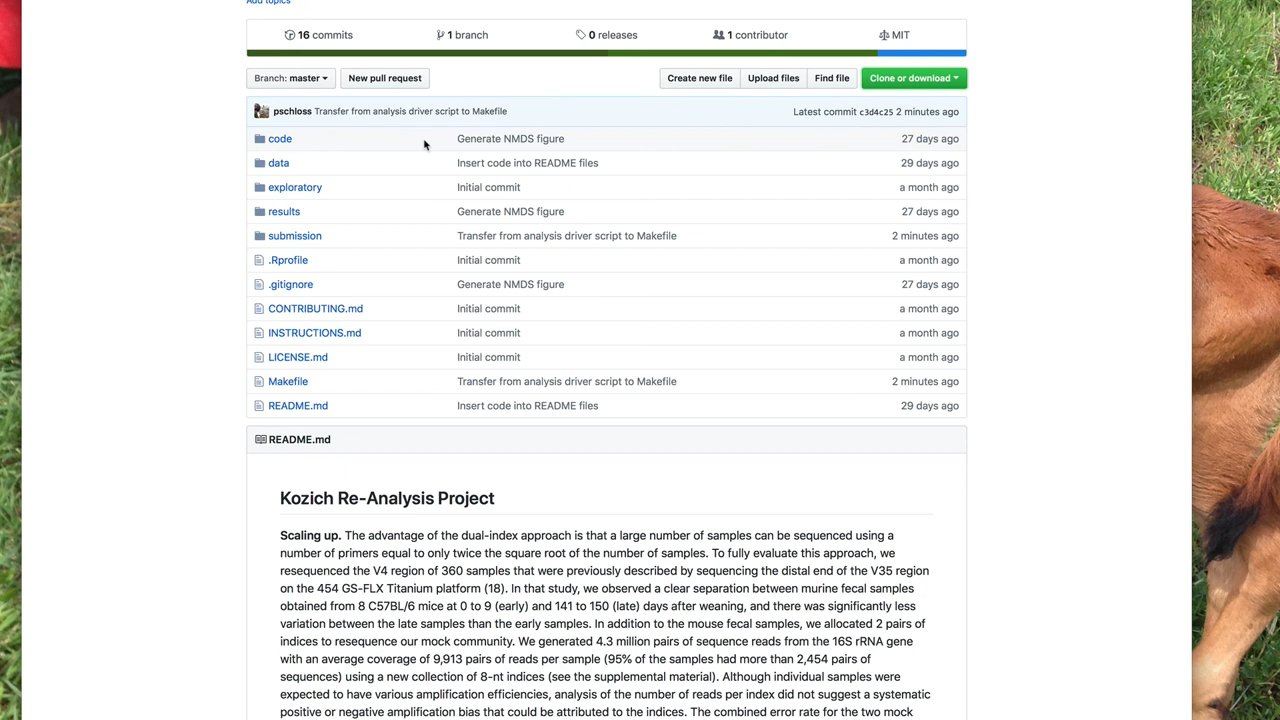 Add topics
16 commits 1 branch 0 releases 1 contributor MIT
Branch: master New pull request Create new file Upload files Find file Clone or download
pschloss Transfer from analysis driver script to Makefile Latest commit c3d4c25 2 minutes ago
code Generate NMDS figure 27 days ago
data Insert code into README files 29 days ago
exploratory Initial commit a month ago
results Generate NMDS figure 27 days ago
submission Transfer from analysis driver script to Makefile 2 minutes ago
.Rprofile Initial commit a month ago
.gitignore Generate NMDS figure 27 days ago
CONTRIBUTING.md Initial commit a month ago
INSTRUCTIONS.md Initial commit a month ago
LICENSE.md Initial commit a month ago
Makefile Transfer from analysis driver script to Makefile 2 minutes ago
README.md Insert code into README files 29 days ago
README.md
Kozich Re-Analysis Project
Scaling up. The advantage of the dual-index approach is that a large number of samples can be sequenced using a
number of primers equal to only twice the square root of the number of samples. To fully evaluate this approach, we
resequenced the V4 region of 360 samples that were previously described by sequencing the distal end of the V35 region
on the 454 GS-FLX Titanium platform (18). In that study, we observed a clear separation between murine fecal samples
obtained from 8 C57BL/6 mice at 0 to 9 (early) and 141 to 150 (late) days after weaning, and there was significantly less
variation between the late samples than the early samples. In addition to the mouse fecal samples, we allocated 2 pairs of
indices to resequence our mock community. We generated 4.3 million pairs of sequence reads from the 16S rRNA gene
with an average coverage of 9,913 pairs of reads per sample (95% of the samples had more than 2,454 pairs of
sequences) using a new collection of 8-nt indices (see the supplemental material). Although individual samples were
expected to have various amplification efficiencies, analysis of the number of reads per index did not suggest a systematic
positive or negative amplification bias that could be attributed to the indices. The combined error rate for the two mock